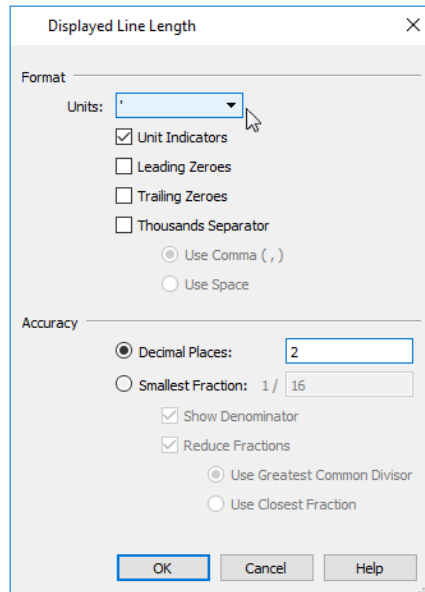 Displayed Line Length
Format
Units: '
Unit Indicators
Leading Zeroes
Trailing Zeroes
Thousands Separator
Use Comma ( , )
Use Space
Accuracy
Decimal Places: 2
Smallest Fraction: 1 / 16
Show Denominator
Reduce Fractions
Use Greatest Common Divisor
Use Closest Fraction
OK Cancel Help